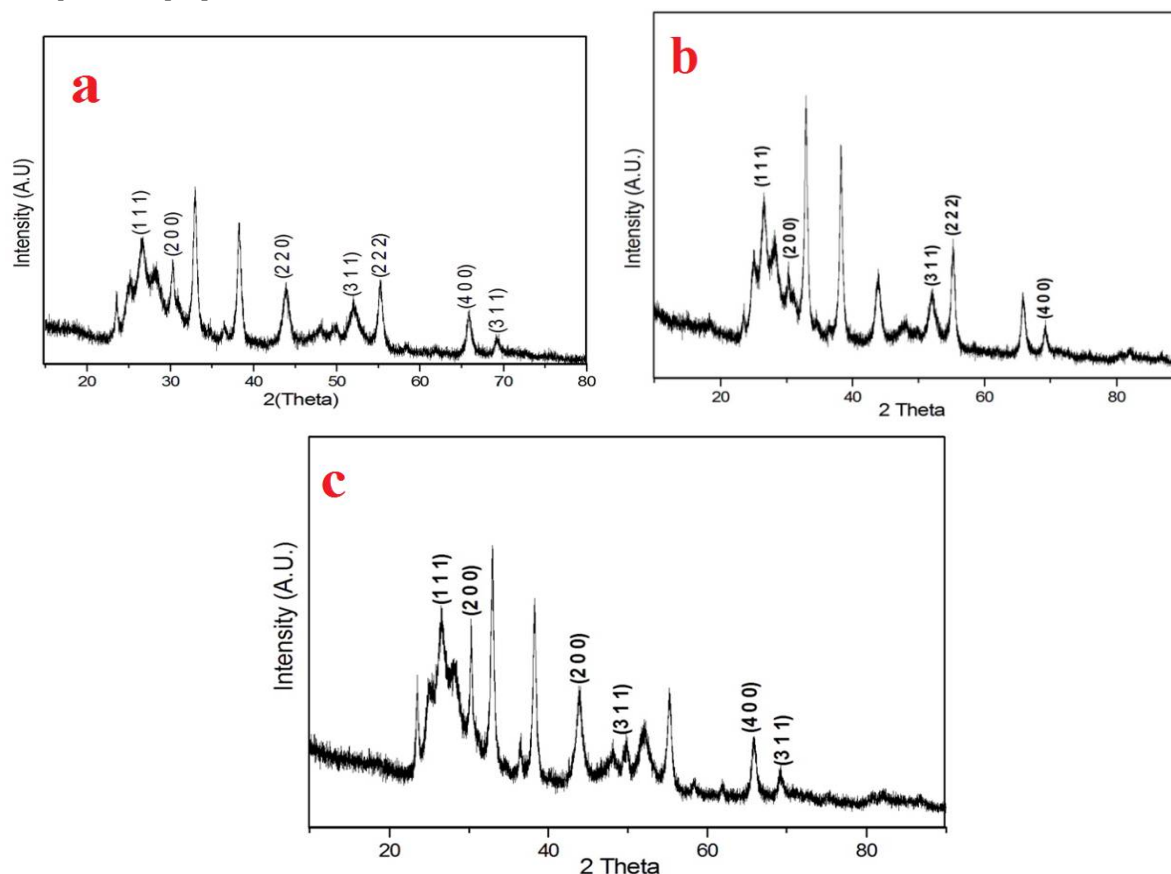 a
Intensity (A.U)
(1 1 1)
(2 0 0)
(2 2 0)
(3 1 1)
(2 2 2)
(4 0 0)
(3 1 1)
20 30 40 50 60 70 80
2(Theta)
b
Intensity (A.U.)
(1 1 1)
(2 0 0)
(3 1 1)
(2 2 2)
(4 0 0)
20 40 60 80
2 Theta
c
Intensity (A.U.)
(1 1 1)
(2 0 0)
(2 0 0)
(3 1 1)
(4 0 0)
(3 1 1)
20 40 60 80
2 Theta